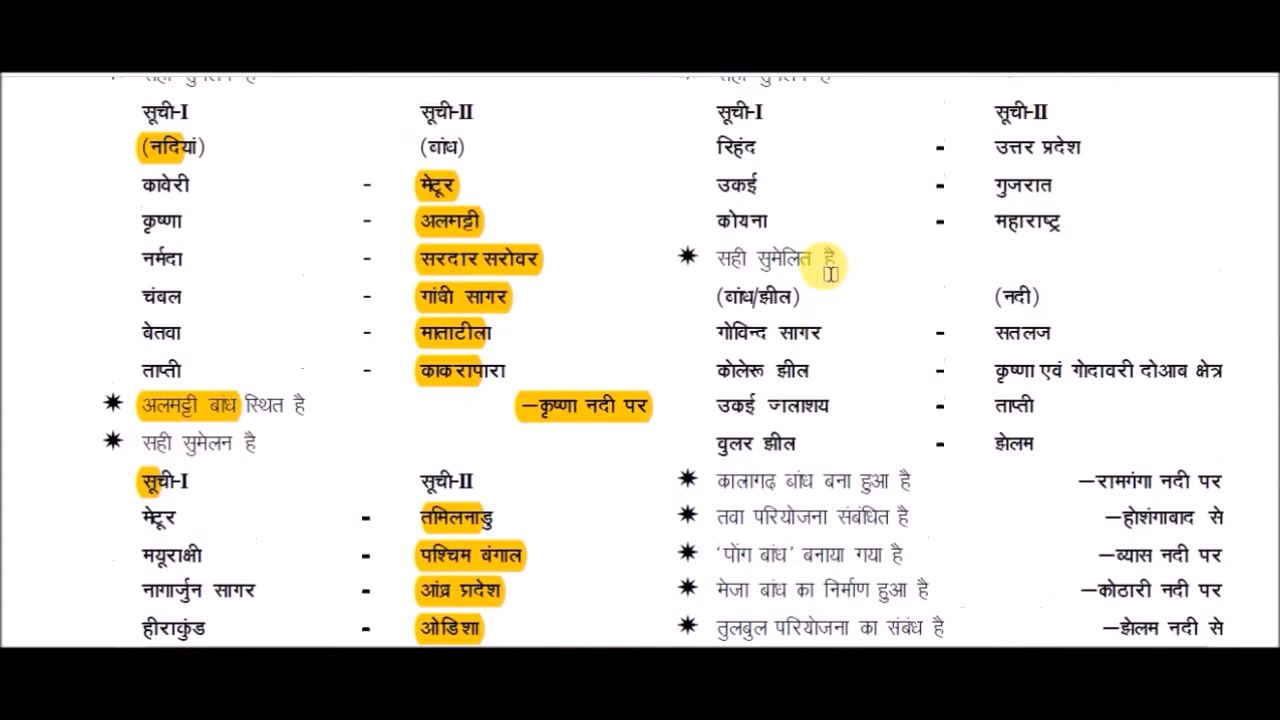 सूची-I सूची-II
(नदियां) (बांध)
कावेरी - मेटूर
कृष्णा - अलमट्टी
नर्मदा - सरदार सरोवर
चंबल - गांधी सागर
बेतवा - माताटीला
ताप्ती - काकरापारा
✷ अलमट्टी बांध स्थित है –कृष्णा नदी पर
✷ सही सुमेलन है
सूची-I सूची-II
मेटूर - तमिलनाडु
मयूराक्षी - पश्चिम बंगाल
नागार्जुन सागर - आंध्र प्रदेश
हीराकुंड - ओडिशा
सूची-I सूची-II
रिहंद - उत्तर प्रदेश
उकई - गुजरात
कोयना - महाराष्ट्र
✷ सही सुमेलित है
(बांध/झील) (नदी)
गोविन्द सागर - सतलज
कोलेरू झील - कृष्णा एवं गोदावरी दोआब क्षेत्र
उकई जलाशय - ताप्ती
वुलर झील - झेलम
✷ कालागढ़ बांध बना हुआ है –रामगंगा नदी पर
✷ तवा परियोजना संबंधित है –होशंगाबाद से
✷ 'पोंग बांध' बनाया गया है –व्यास नदी पर
✷ मेजा बांध का निर्माण हुआ है –कोठारी नदी पर
✷ तुलबुल परियोजना का संबंध है –झेलम नदी से